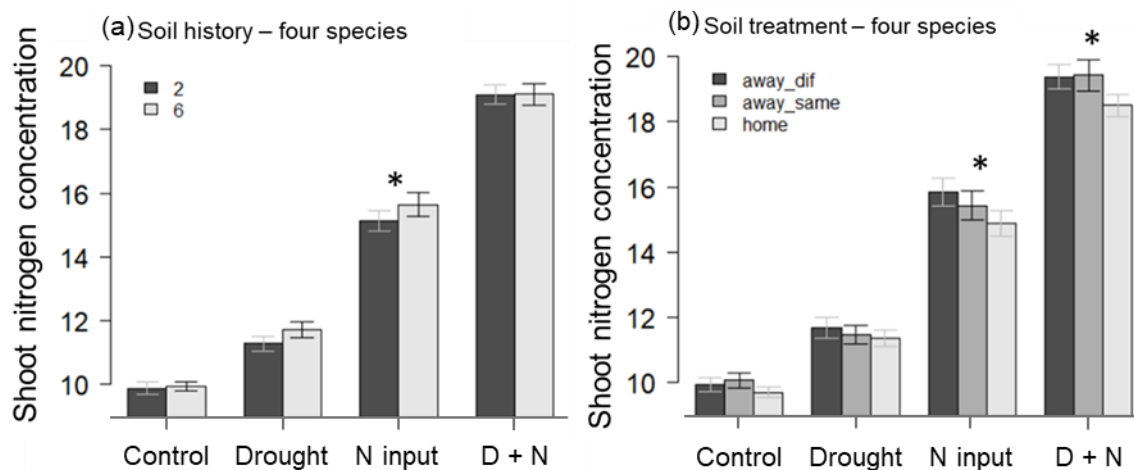 (a) Soil history – four species
Shoot nitrogen concentration
20
18
16
14
12
10
2
6
*
Control Drought N input D + N
(b) Soil treatment – four species
Shoot nitrogen concentration
20
18
16
14
12
10
away_dif
away_same
home
*
*
Control Drought N input D + N